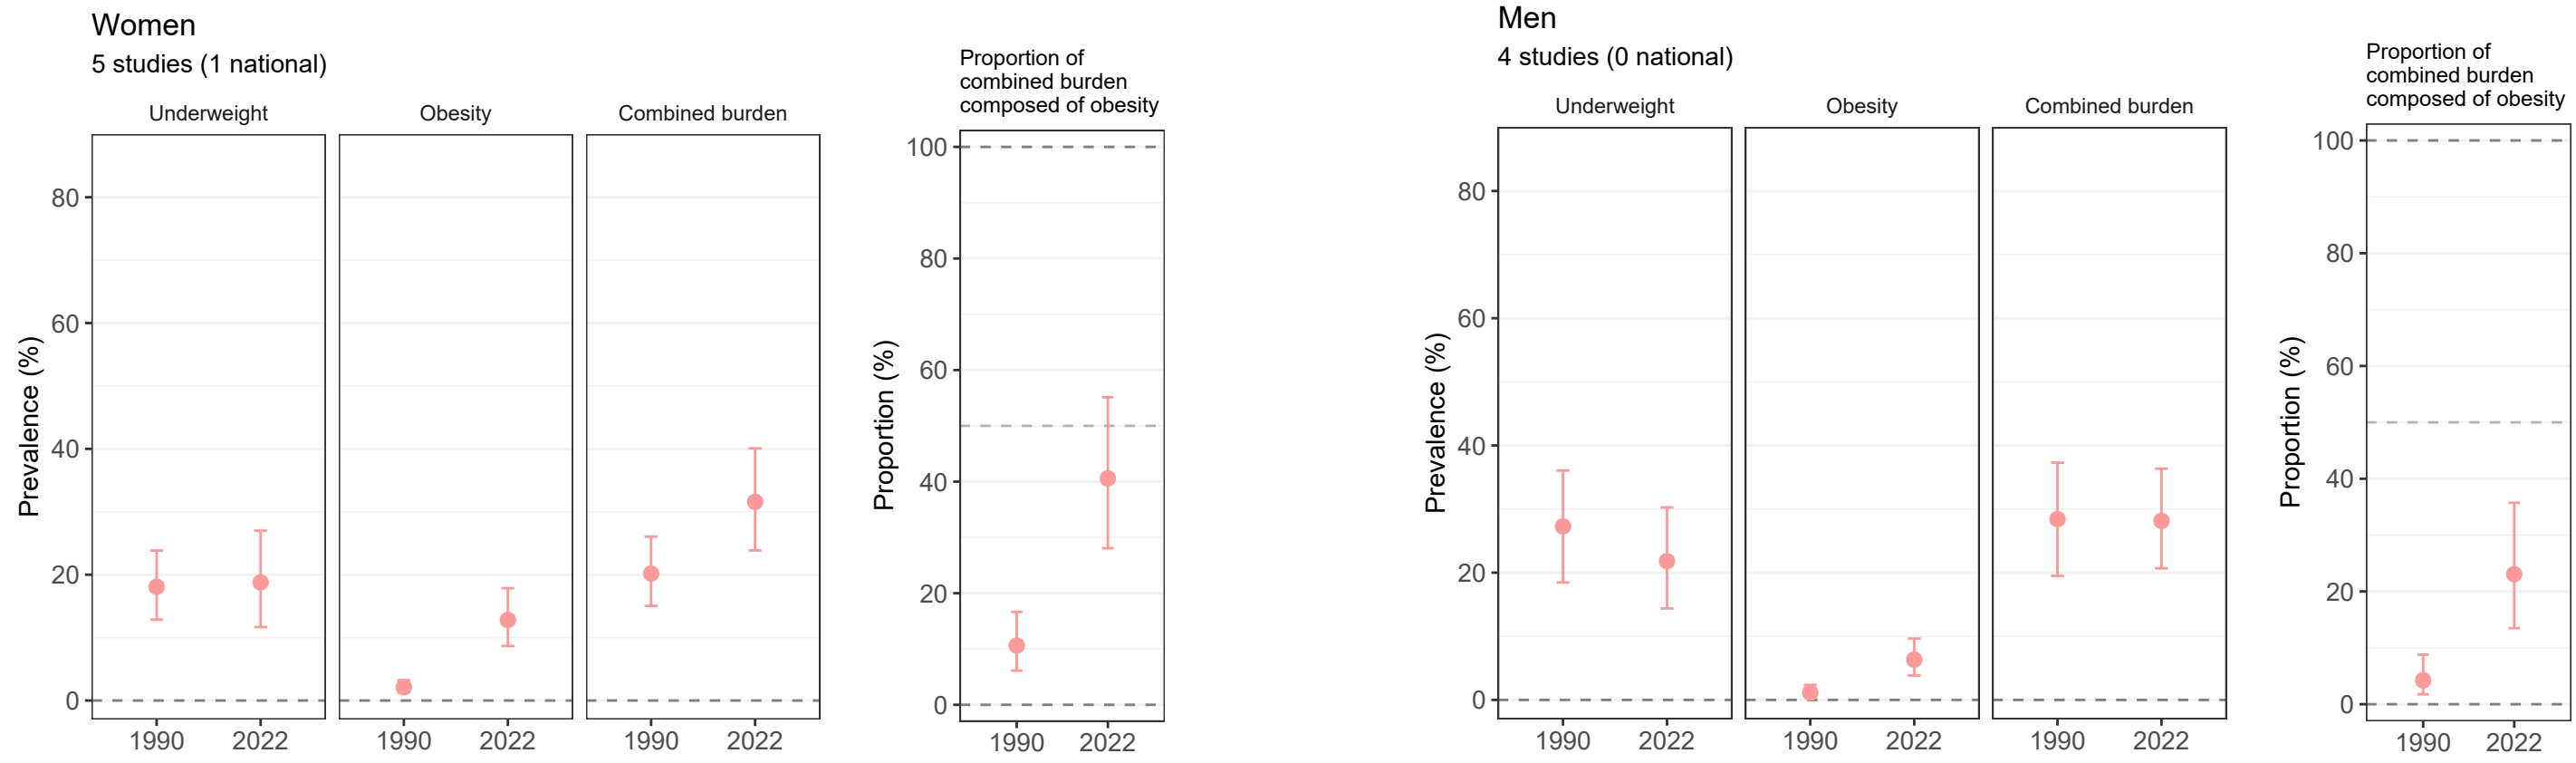 Women
5 studies (1 national)
Underweight
Obesity
Combined burden
Prevalence (%)
80
60
40
20
0
1990 2022
1990 2022
1990 2022
Proportion of
combined burden
composed of obesity
Proportion (%)
100
80
60
40
20
0
1990 2022
Men
4 studies (0 national)
Underweight
Obesity
Combined burden
Prevalence (%)
80
60
40
20
0
1990 2022
1990 2022
1990 2022
Proportion of
combined burden
composed of obesity
Proportion (%)
100
80
60
40
20
0
1990 2022